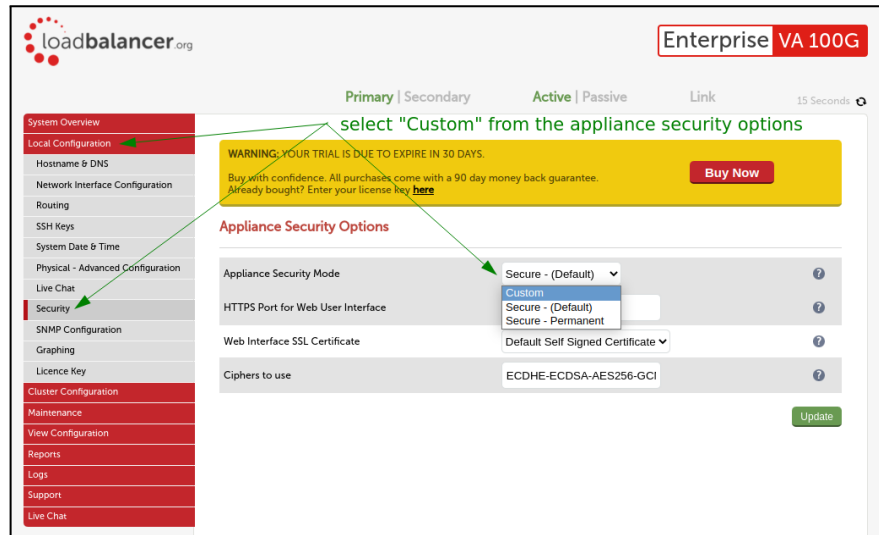 loadbalancer.org
Enterprise VA 100G
Primary | Secondary
Active | Passive
Link
15 Seconds
select "Custom" from the appliance security options
System Overview
Local Configuration
Hostname & DNS
Network Interface Configuration
Routing
SSH Keys
System Date & Time
Physical - Advanced Configuration
Live Chat
Security
SNMP Configuration
Graphing
Licence Key
Cluster Configuration
Maintenance
View Configuration
Reports
Logs
Support
Live Chat
WARNING: YOUR TRIAL IS DUE TO EXPIRE IN 30 DAYS.
Buy with confidence. All purchases come with a 90 day money back guarantee.
Already bought? Enter your license key here
Buy Now
Appliance Security Options
Appliance Security Mode
Secure - (Default)
?
Custom
Secure - (Default)
Secure - Permanent
HTTPS Port for Web User Interface
?
Web Interface SSL Certificate
Default Self Signed Certificate
?
Ciphers to use
ECDHE-ECDSA-AES256-GCI
?
Update